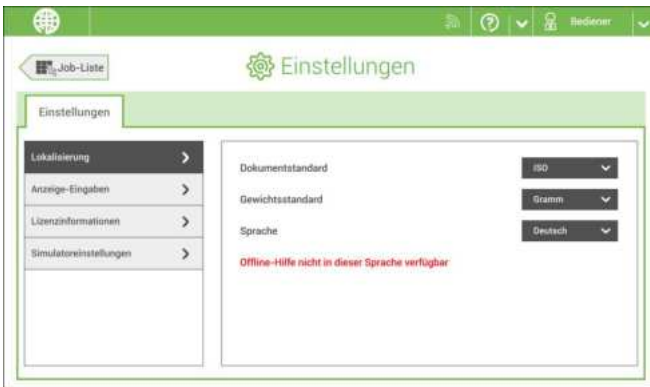 Bediener
Job-Liste
Einstellungen
Einstellungen
Lokalisierung
Anzeige-Eingaben
Lizenzinformationen
Simulatoreinstellungen
Dokumentstandard ISO
Gewichtsstandard Gramm
Sprache Deutsch
Offline-Hilfe nicht in dieser Sprache verfügbar